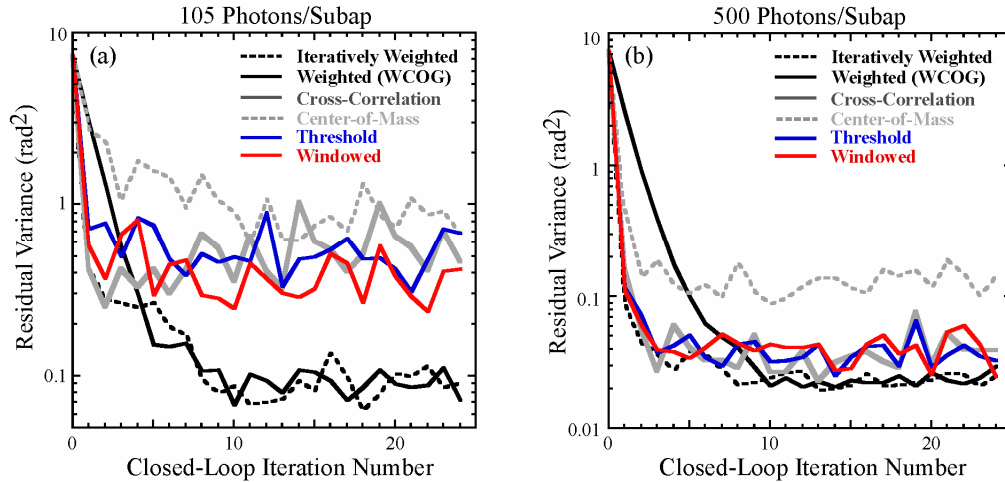 105 Photons/Subap
(a)
Iteratively Weighted
Weighted (WCOG)
Cross-Correlation
Center-of-Mass
Threshold
Windowed
10
1
0.1
0
10
20
Residual Variance (rad2)
Closed-Loop Iteration Number
500 Photons/Subap
(b)
Iteratively Weighted
Weighted (WCOG)
Cross-Correlation
Center-of-Mass
Threshold
Windowed
10
1
0.1
0.01
0
10
20
Residual Variance (rad2)
Closed-Loop Iteration Number